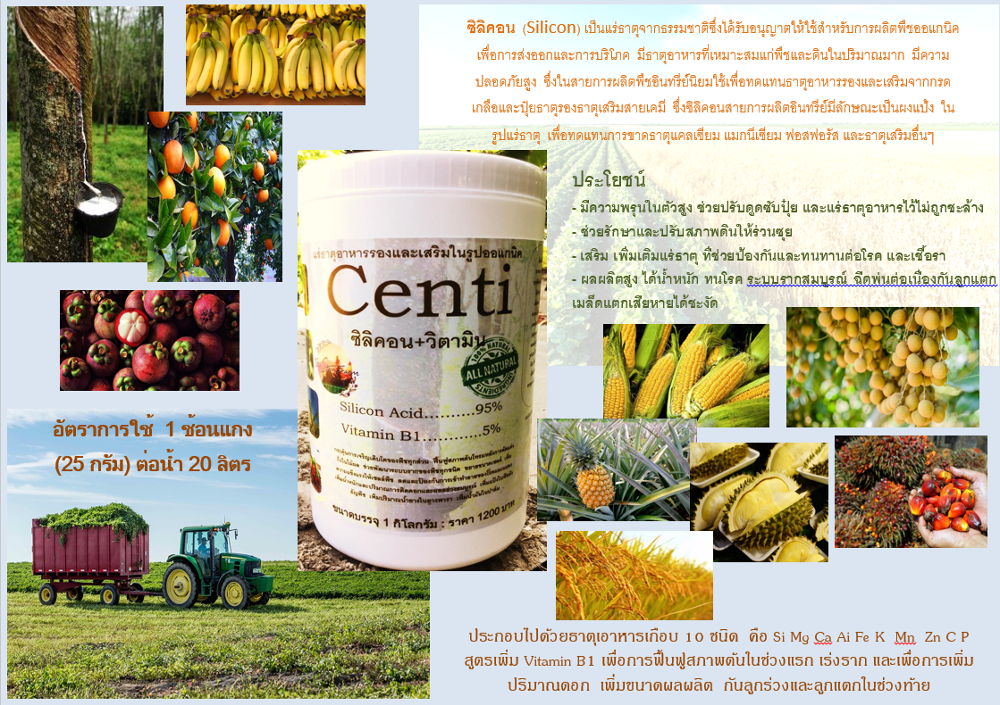 ซิลิคอน (Silicon) เป็นแร่ธาตุจากธรรมชาติซึ่งได้รับอนุญาตให้ใช้สำหรับการผลิตพืชออแกนิค
เพื่อการส่งออกและการบริโภค มีธาตุอาหารที่เหมาะสมแก่พืชและดินในปริมาณมาก มีความ
ปลอดภัยสูง ซึ่งในสายการผลิตพืชอินทรีย์นิยมใช้เพื่อทดแทนธาตุอาหารรองและเสริมจากกรด
เกลือและปุ๋ยธาตุรองธาตุเสริมสายเคมี ซึ่งซิลิคอนสายการผลิตอินทรีย์มีลักษณะเป็นผงแป้ง ใน
รูปแร่ธาตุ เพื่อทดแทนการขาดธาตุแคลเซียม แมกนีเซียม ฟอสฟอรัส และธาตุเสริมอื่นๆ
ประโยชน์
- มีความพรุนในตัวสูง ช่วยปรับดูดซับปุ๋ย และแร่ธาตุอาหารไว้ไม่ถูกชะล้าง
- ช่วยรักษาและปรับสภาพดินให้ร่วนซุย
- เสริม เพิ่มเติมแร่ธาตุ ที่ช่วยป้องกันและทนทานต่อโรค และเชื้อรา
- ผลผลิตสูง ได้น้ำหนัก ทนโรค ระบบรากสมบูรณ์ ฉีดพ่นต่อเนื่องกันลูกแตก
เมล็ดแตกเสียหายได้ชะงัด
แร่ธาตุอาหารรองและเสริมในรูปออแกนิค
Centi
ซิลิคอน+วิตามิน
100% NATURAL
ALL NATURAL
INGREDIENTS
Silicon Acid..........95%
Vitamin B1............5%
ขนาดบรรจุ 1 กิโลกรัม : ราคา 1200 บาท
อัตราการใช้ 1 ช้อนแกง
(25 กรัม) ต่อน้ำ 20 ลิตร
ประกอบไปด้วยธาตุเอาหารเกือบ 10 ชนิด คือ Si Mg Ca Ai Fe K Mn Zn C P
สูตรเพิ่ม Vitamin B1 เพื่อการฟื้นฟูสภาพต้นในช่วงแรก เร่งราก และเพื่อการเพิ่ม
ปริมาณดอก เพิ่มขนาดผลผลิต กันลูกร่วงและลูกแตกในช่วงท้าย